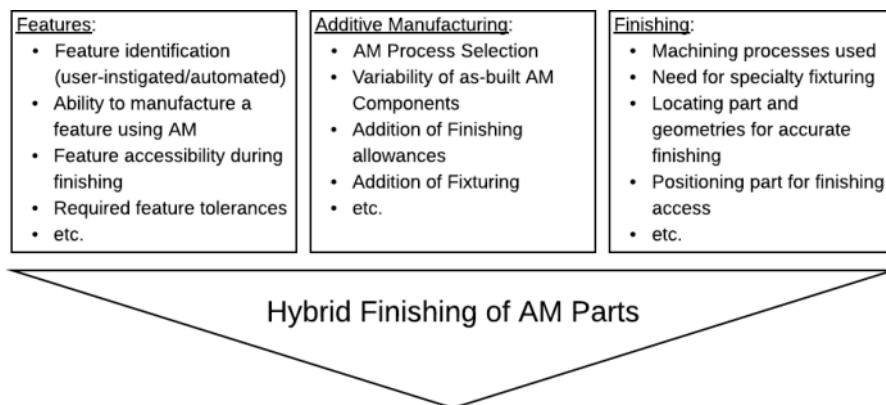 Features:
• Feature identification
(user-instigated/automated)
• Ability to manufacture a
feature using AM
• Feature accessibility during
finishing
• Required feature tolerances
• etc.
Additive Manufacturing:
• AM Process Selection
• Variability of as-built AM
Components
• Addition of Finishing
allowances
• Addition of Fixturing
• etc.
Finishing:
• Machining processes used
• Need for specialty fixturing
• Locating part and
geometries for accurate
finishing
• Positioning part for finishing
access
• etc.
Hybrid Finishing of AM Parts